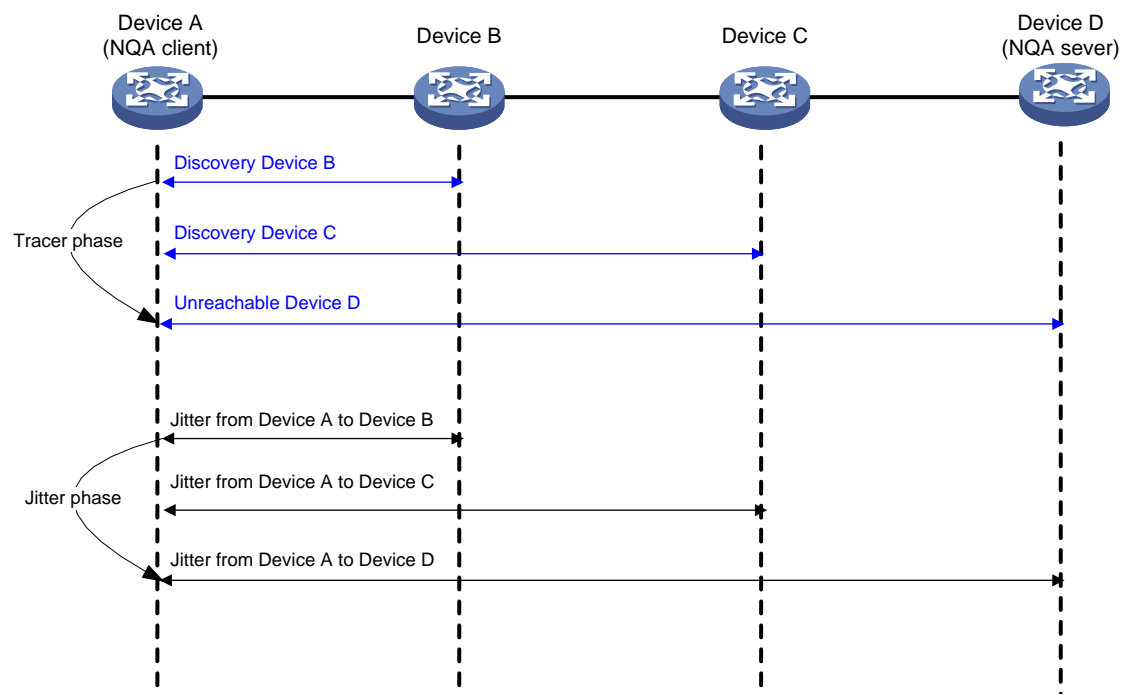 Device A
(NQA client)
Device B
Device C
Device D
(NQA sever)
Discovery Device B
Discovery Device C
Tracer phase
Unreachable Device D
Jitter from Device A to Device B
Jitter from Device A to Device C
Jitter phase
Jitter from Device A to Device D